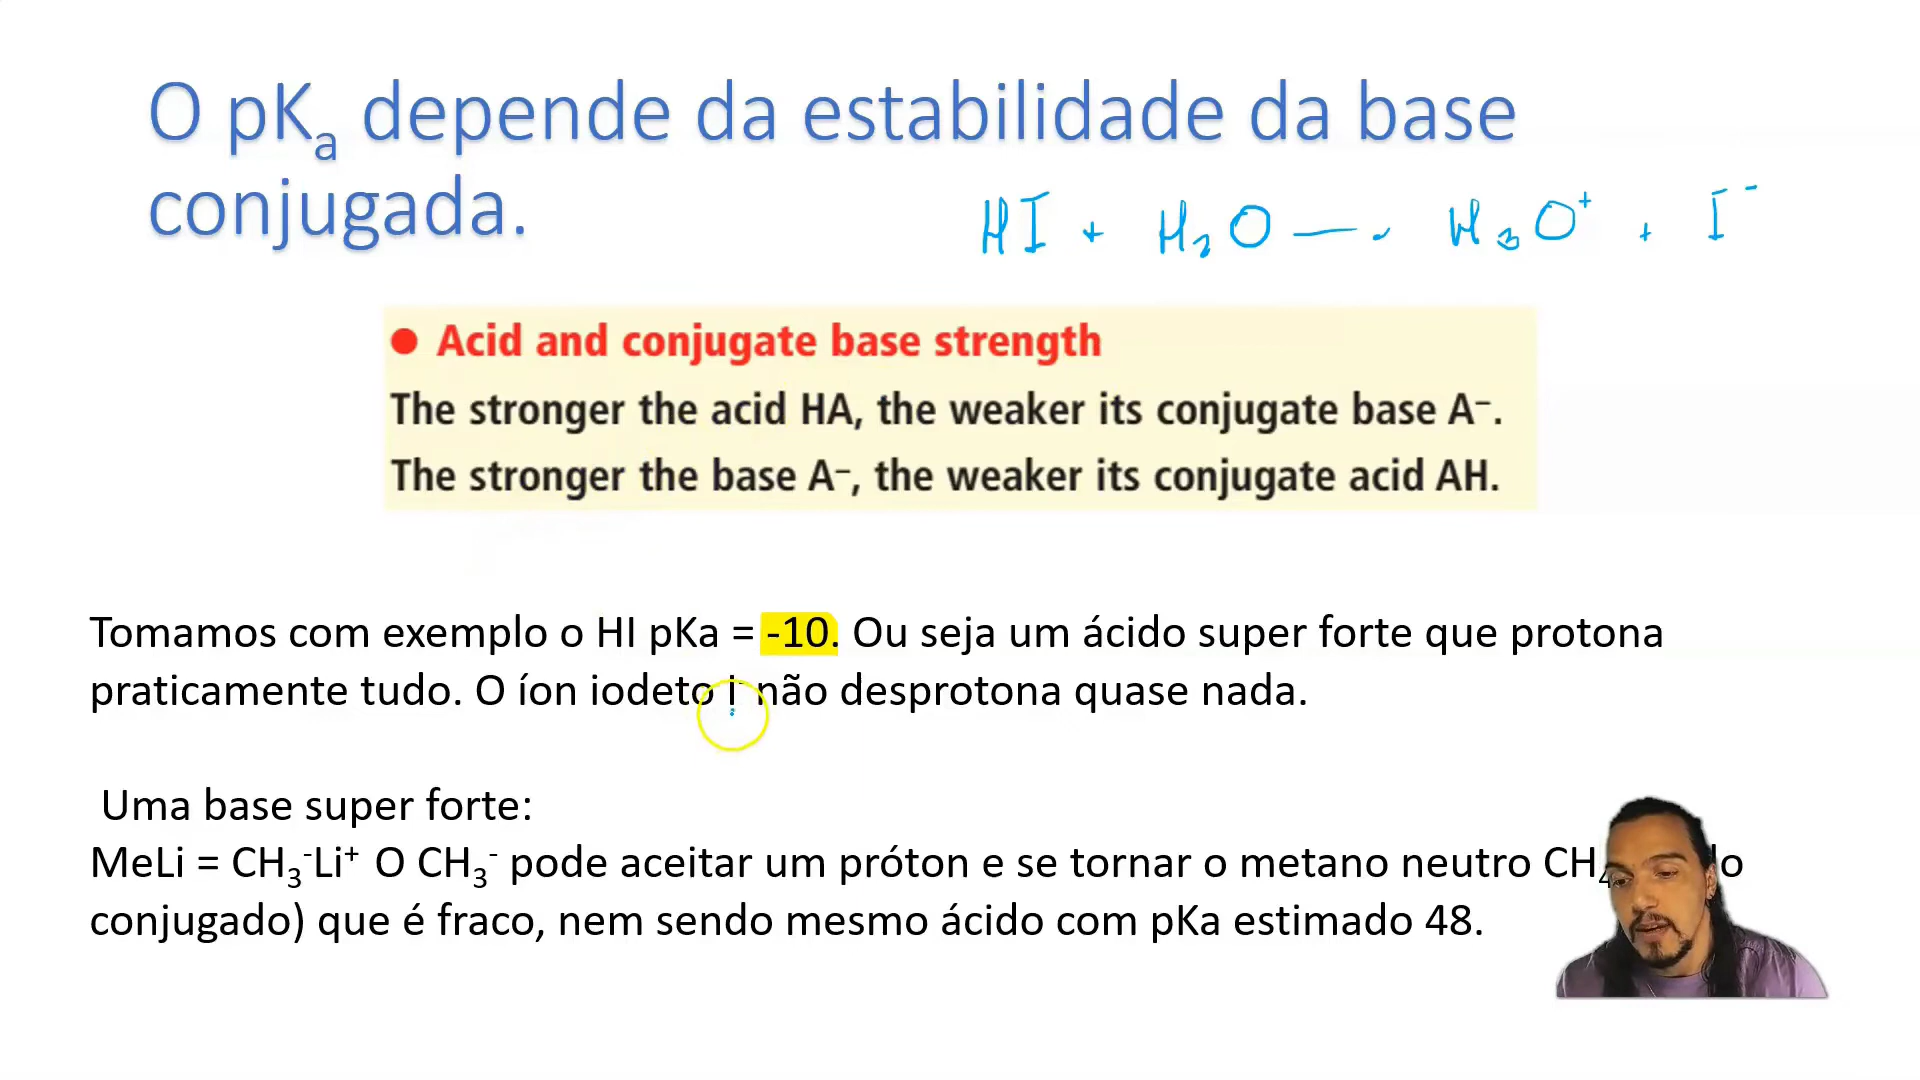 O pKₐ depende da estabilidade da base
conjugada.
HI + H₂O → H₃O⁺ + I⁻
● Acid and conjugate base strength
The stronger the acid HA, the weaker its conjugate base A⁻.
The stronger the base A⁻, the weaker its conjugate acid AH.
Tomamos com exemplo o HI pKa = -10. Ou seja um ácido super forte que protona
praticamente tudo. O íon iodeto I⁻ não desprotona quase nada.
Uma base super forte:
MeLi = CH₃⁻Li⁺ O CH₃⁻ pode aceitar um próton e se tornar o metano neutro CH₄
conjugado) que é fraco, nem sendo mesmo ácido com pKa estimado 48.